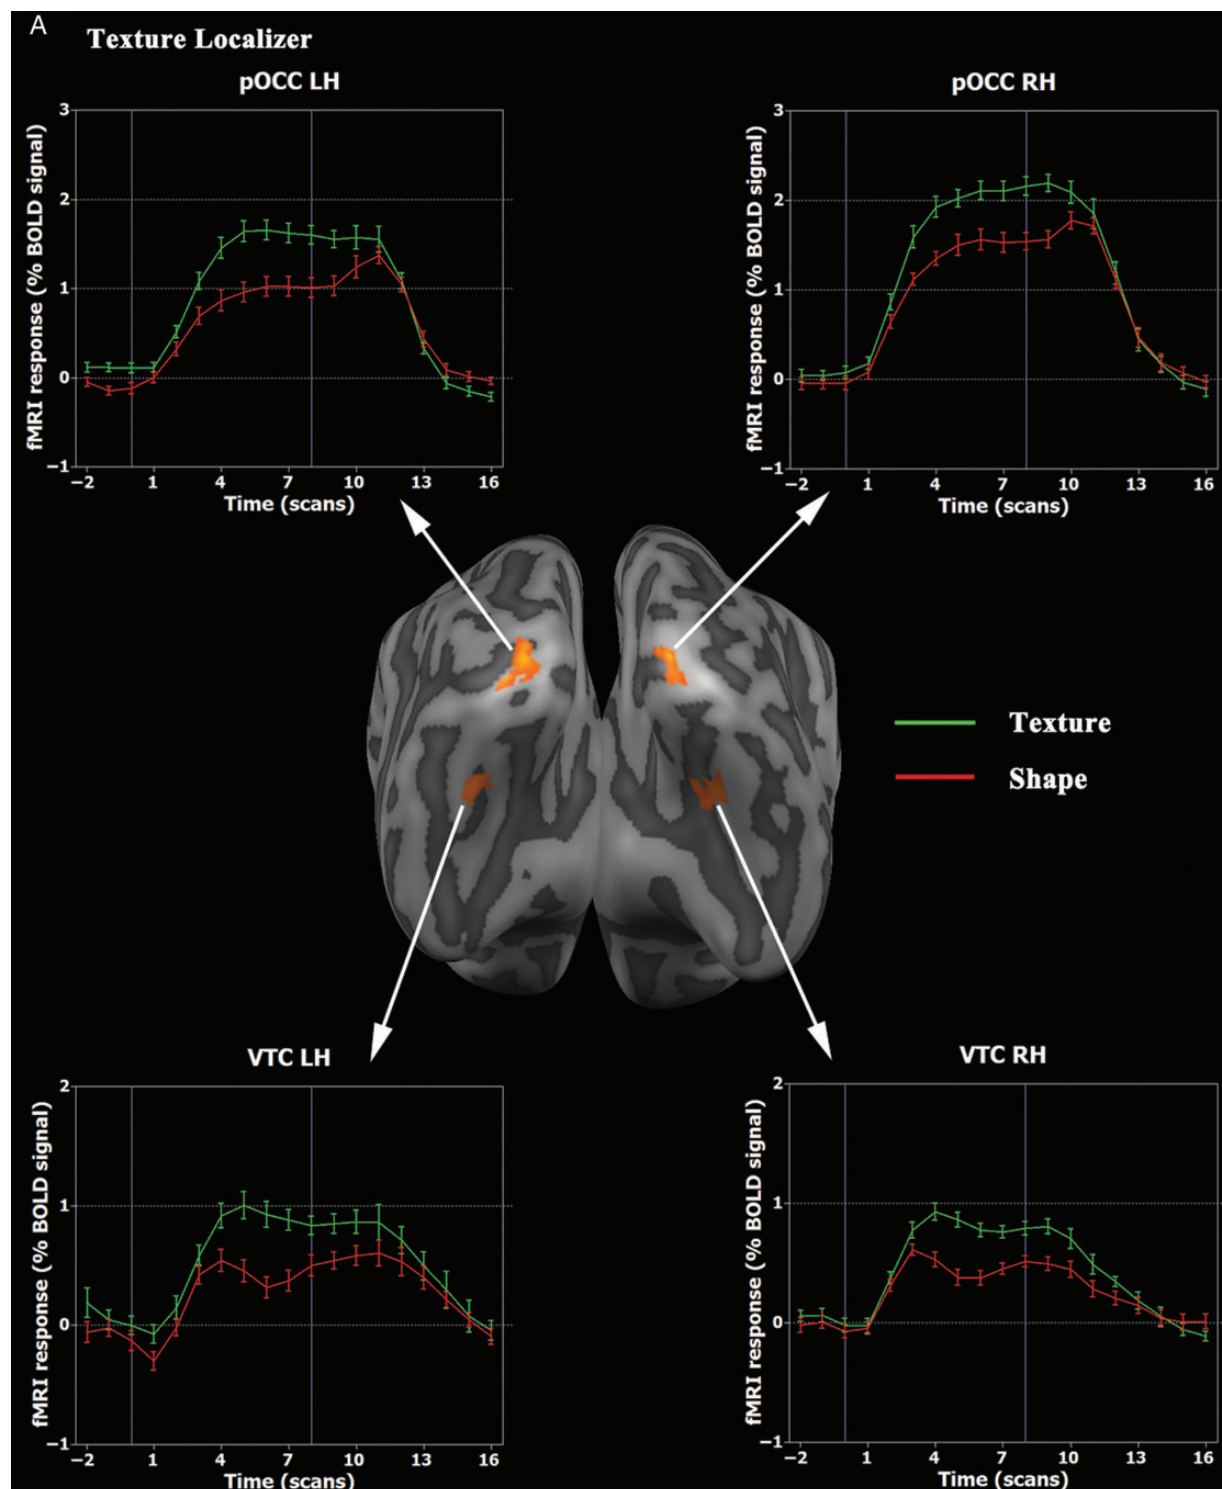 A
Texture Localizer
pOCC LH
fMRI response (% BOLD signal)
3
2
1
0
−1
−2 1 4 7 10 13 16
Time (scans)
pOCC RH
fMRI response (% BOLD signal)
3
2
1
0
−1
−2 1 4 7 10 13 16
Time (scans)
Texture
Shape
VTC LH
fMRI response (% BOLD signal)
2
1
0
−1
−2 1 4 7 10 13 16
Time (scans)
VTC RH
fMRI response (% BOLD signal)
2
1
0
−1
−2 1 4 7 10 13 16
Time (scans)